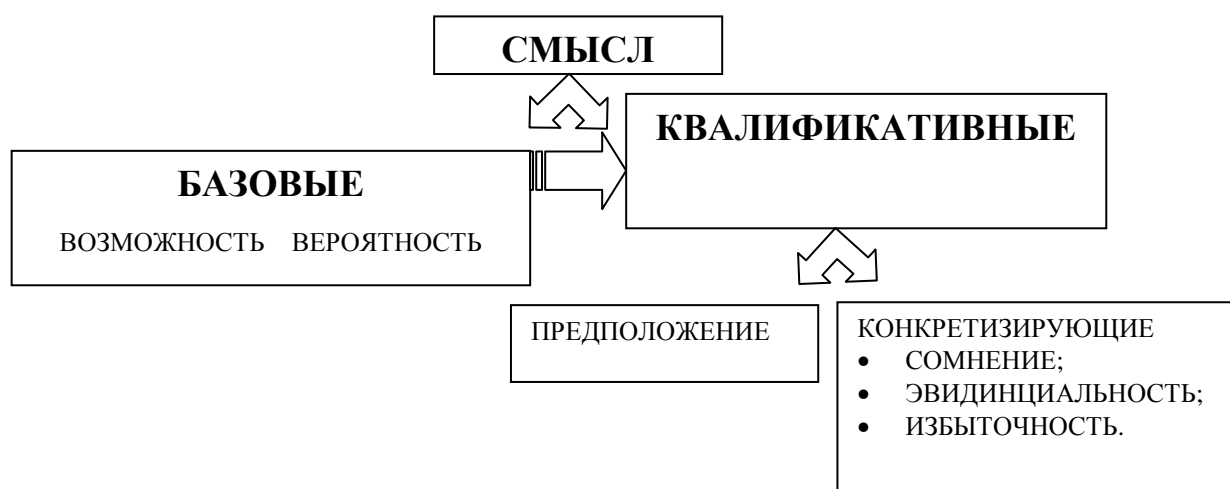 СМЫСЛ
КВАЛИФИКАТИВНЫЕ
БАЗОВЫЕ
ВОЗМОЖНОСТЬ ВЕРОЯТНОСТЬ
ПРЕДПОЛОЖЕНИЕ
КОНКРЕТИЗИРУЮЩИЕ
• СОМНЕНИЕ;
• ЭВИДИНЦИАЛЬНОСТЬ;
• ИЗБЫТОЧНОСТЬ.